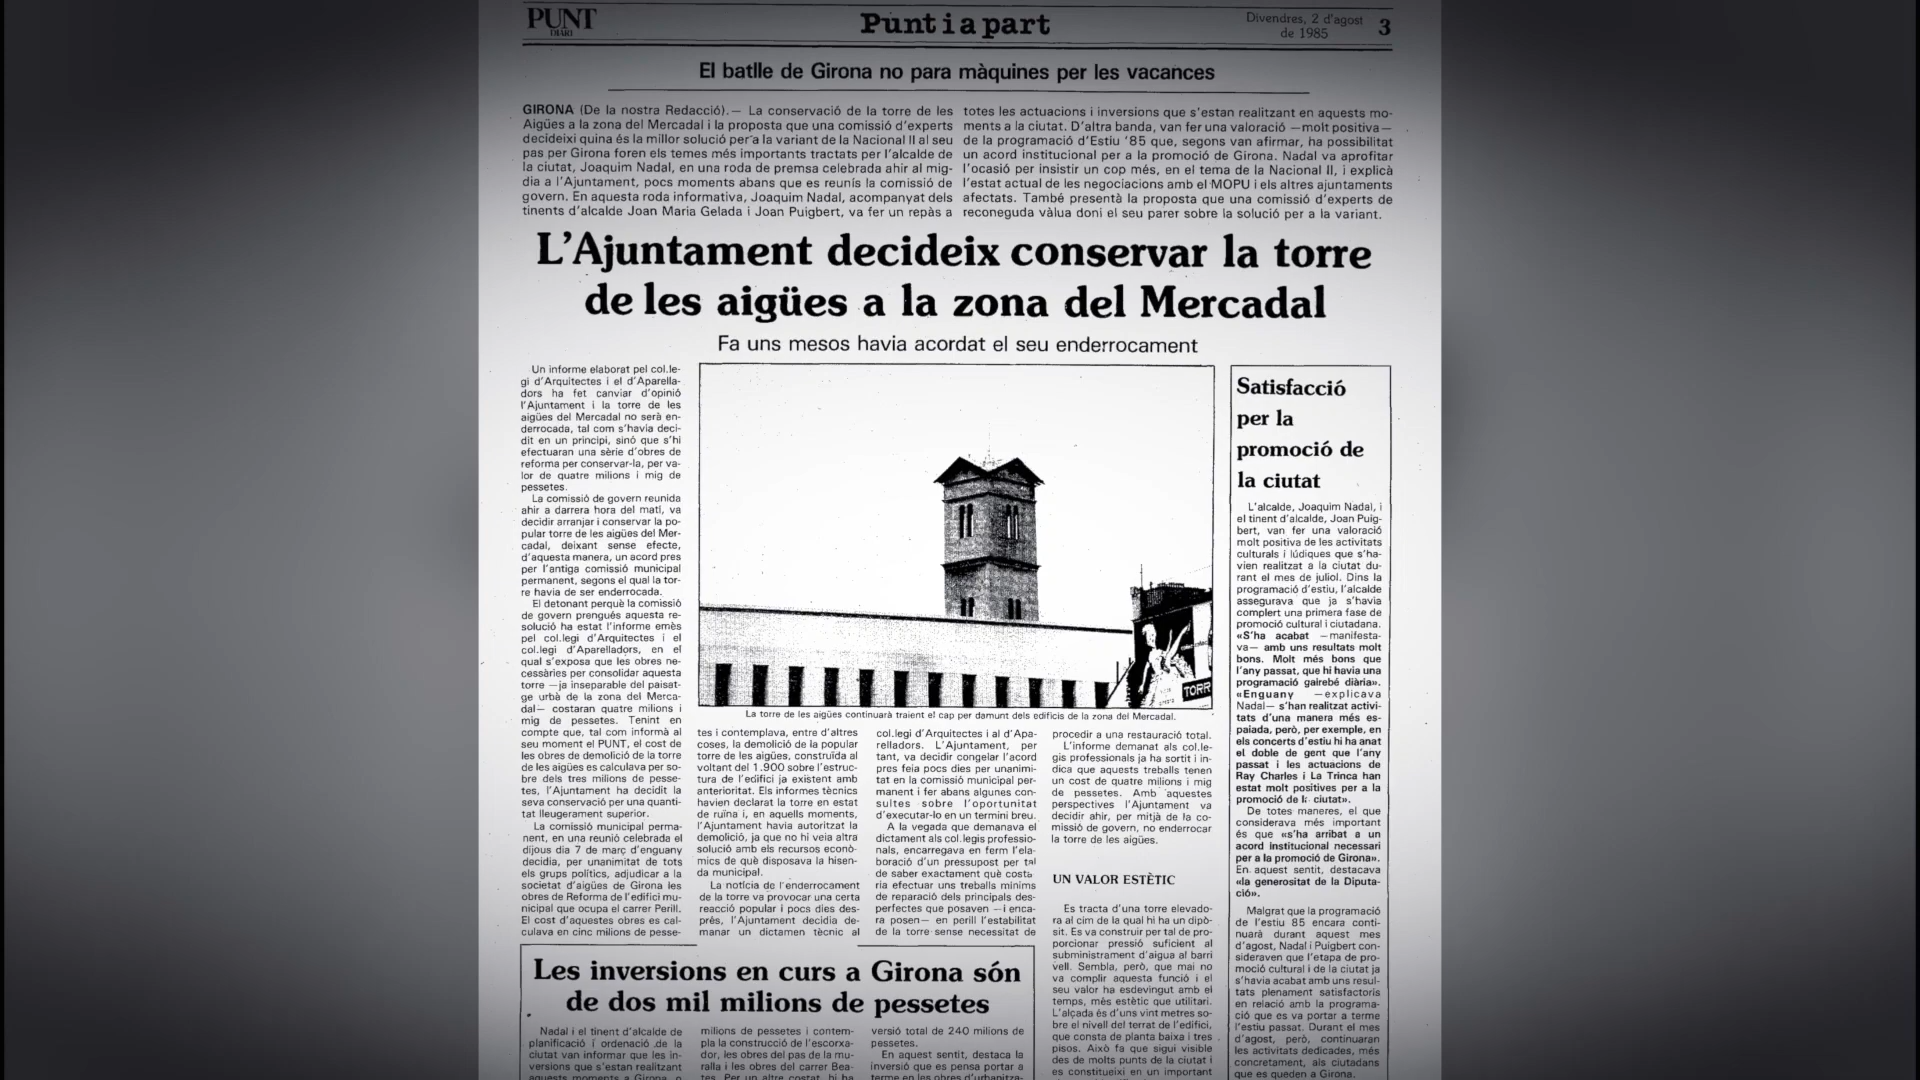 PUNT
DIARI
Punt i a part
Divendres, 2 d'agost
de 1985
3
El batlle de Girona no para màquines per les vacances
GIRONA (De la nostra Redacció).— La conservació de la torre de les
Aigües a la zona del Mercadal i la proposta que una comissió d'experts
decideixi quina és la millor solució per a la variant de la Nacional II al seu
pas per Girona foren els temes més importants tractats per l'alcalde de
la ciutat, Joaquim Nadal, en una roda de premsa celebrada ahir al mig-
dia a l'Ajuntament, pocs moments abans que es reunís la comissió de
govern. En aquesta roda informativa, Joaquim Nadal, acompanyat dels
tinents d'alcalde Joan Maria Gelada i Joan Puigbert, va fer un repàs a
totes les actuacions i inversions que s'estan realitzant en aquests mo-
ments a la ciutat. D'altra banda, van fer una valoració —molt positiva—
de la programació d'Estiu '85 que, segons van afirmar, ha possibilitat
un acord institucional per a la promoció de Girona. Nadal va aprofitar
l'ocasió per insistir un cop més, en el tema de la Nacional II, i explicà
l'estat actual de les negociacions amb el MOPU i els altres ajuntaments
afectats. També presentà la proposta que una comissió d'experts de
reconeguda vàlua doni el seu parer sobre la solució per a la variant.
L'Ajuntament decideix conservar la torre
de les aigües a la zona del Mercadal
Fa uns mesos havia acordat el seu enderrocament
Un informe elaborat pel col.le-
gi d'Arquitectes i el d'Aparella-
dors ha fet canviar d'opinió
l'Ajuntament i la torre de les
aigües del Mercadal no serà en-
derrocada, tal com s'havia deci-
dit en un principi, sinó que s'hi
efectuaran una sèrie d'obres de
reforma per conservar-la, per va-
lor de quatre milions i mig de
pessetes.
La comissió de govern reunida
ahir a darrera hora del matí, va
decidir arranjar i conservar la po-
pular torre de les aigües del Mer-
cadal, deixant sense efecte,
d'aquesta manera, un acord pres
per l'antiga comissió municipal
permanent, segons el qual la tor-
re havia de ser enderrocada.
El detonant perquè la comissió
de govern prengués aquesta re-
solució ha estat l'informe emès
pel col.legi d'Arquitectes i el
col.legi d'Aparelladors, en el
qual s'exposa que les obres ne-
cessàries per consolidar aquesta
torre —ja inseparable del paisat-
ge urbà de la zona del Merca-
dal— costaran quatre milions i
mig de pessetes. Tenint en
compte que, tal com informà al
seu moment el PUNT, el cost de
les obres de demolició de la torre
de les aigües es calculava per so-
bre dels tres milions de pesse-
tes, l'Ajuntament ha decidit la
seva conservació per una quanti-
tat lleugerament superior.
La comissió municipal perma-
nent, en una reunió celebrada el
dijous dia 7 de març d'enguany
decidia, per unanimitat de tots
els grups polítics, adjudicar a la
societat d'aigües de Girona les
obres de Reforma de l'edifici mu-
nicipal que ocupa el carrer Perill.
El cost d'aquestes obres es cal-
culava en cinc milions de pesse-
TORR
La torre de les aigües continuarà traient el cap per damunt dels edificis de la zona del Mercadal.
tes i contemplava, entre d'altres
coses, la demolició de la popular
torre de les aigües, construïda al
voltant del 1.900 sobre l'estruc-
tura de l'edifici ja existent amb
anterioritat. Els informes tècnics
havien declarat la torre en estat
de ruïna i, en aquells moments,
l'Ajuntament havia autoritzat la
demolició, ja que no hi veia altra
solució amb els recursos econò-
mics de què disposava la hisen-
da municipal.
La notícia de l'enderrocament
de la torre va provocar una certa
reacció popular i pocs dies des-
prés, l'Ajuntament decidia de-
manar un dictamen tècnic al
col.legi d'Arquitectes i al d'Apa-
relladors. L'Ajuntament, per
tant, va decidir congelar l'acord
pres feia pocs dies per unanimi-
tat en la comissió municipal per-
manent i fer abans algunes con-
sultes sobre l'oportunitat
d'executar-lo en un termini breu.
A la vegada que demanava el
dictament als col.legis professio-
nals, encarregava en ferm l'ela-
boració d'un pressupost per tal
de saber exactament què costa-
ria efectuar uns treballs mínims
de reparació dels principals des-
perfectes que posaven —i enca-
ra posen— en perill l'estabilitat
de la torre sense necessitat de
procedir a una restauració total.
L'informe demanat als col.le-
gis professionals ja ha sortit i in-
dica que aquests treballs tenen
un cost de quatre milions i mig
de pessetes. Amb aquestes
perspectives l'Ajuntament va
decidir ahir, per mitjà de la co-
missió de govern, no enderrocar
la torre de les aigües.
UN VALOR ESTÈTIC
Es tracta d'una torre elevado-
ra al cim de la qual hi ha un dipò-
sit. Es va construir per tal de pro-
porcionar pressió suficient al
subministrament d'aigua al barri
vell. Sembla, però, que mai no
va complir aquesta funció i el
seu valor ha esdevingut amb el
temps, més estètic que utilitari.
L'alçada és d'uns vint metres so-
bre el nivell del terrat de l'edifici,
que consta de planta baixa i tres
pisos. Això fa que sigui visible
des de molts punts de la ciutat i
es constitueixi en un important
Satisfacció
per la
promoció de
la ciutat
L'alcalde, Joaquim Nadal, i
el tinent d'alcalde, Joan Puig-
bert, van fer una valoració
molt positiva de les activitats
culturals i lúdiques que s'ha-
vien realitzat a la ciutat du-
rant el mes de juliol. Dins la
programació d'estiu, l'alcalde
assegurava que ja s'havia
complert una primera fase de
promoció cultural i ciutadana.
«S'ha acabat —manifesta-
va— amb uns resultats molt
bons. Molt més bons que
l'any passat, que hi havia una
programació gairebé diària».
«Enguany —explicava
Nadal— s'han realitzat activi-
tats d'una manera més es-
paiada, però, per exemple, en
els concerts d'estiu hi ha anat
el doble de gent que l'any
passat i les actuacions de
Ray Charles i La Trinca han
estat molt positives per a la
promoció de la ciutat».
De totes maneres, el que
considerava més important
és que «s'ha arribat a un
acord institucional necessari
per a la promoció de Girona».
En aquest sentit, destacava
«la generositat de la Diputa-
ció».
Malgrat que la programació
de l'estiu 85 encara conti-
nuarà durant aquest mes
d'agost, Nadal i Puigbert con-
sideraven que l'etapa de pro-
moció cultural i de la ciutat ja
s'havia acabat amb uns resul-
tats plenament satisfactoris
en relació amb la programa-
ció que es va portar a terme
l'estiu passat. Durant el mes
d'agost, però, continuaran
les activitats dedicades, més
concretament, als ciutadans
que es queden a Girona.
Les inversions en curs a Girona són
de dos mil milions de pessetes
Nadal i el tinent d'alcalde de
planificació i ordenació de la
ciutat van informar que les in-
versions que s'estan realitzant
aquests moments a Girona, o
milions de pessetes i contem-
pla la construcció de l'escorxa-
dor, les obres del pas de la mu-
ralla i les obres del carrer Bea-
tes. Per un altre costat, hi ha
versió total de 240 milions de
pessetes.
En aquest sentit, destaca la
inversió que es pensa portar a
terme en les obres d'urbanitza-